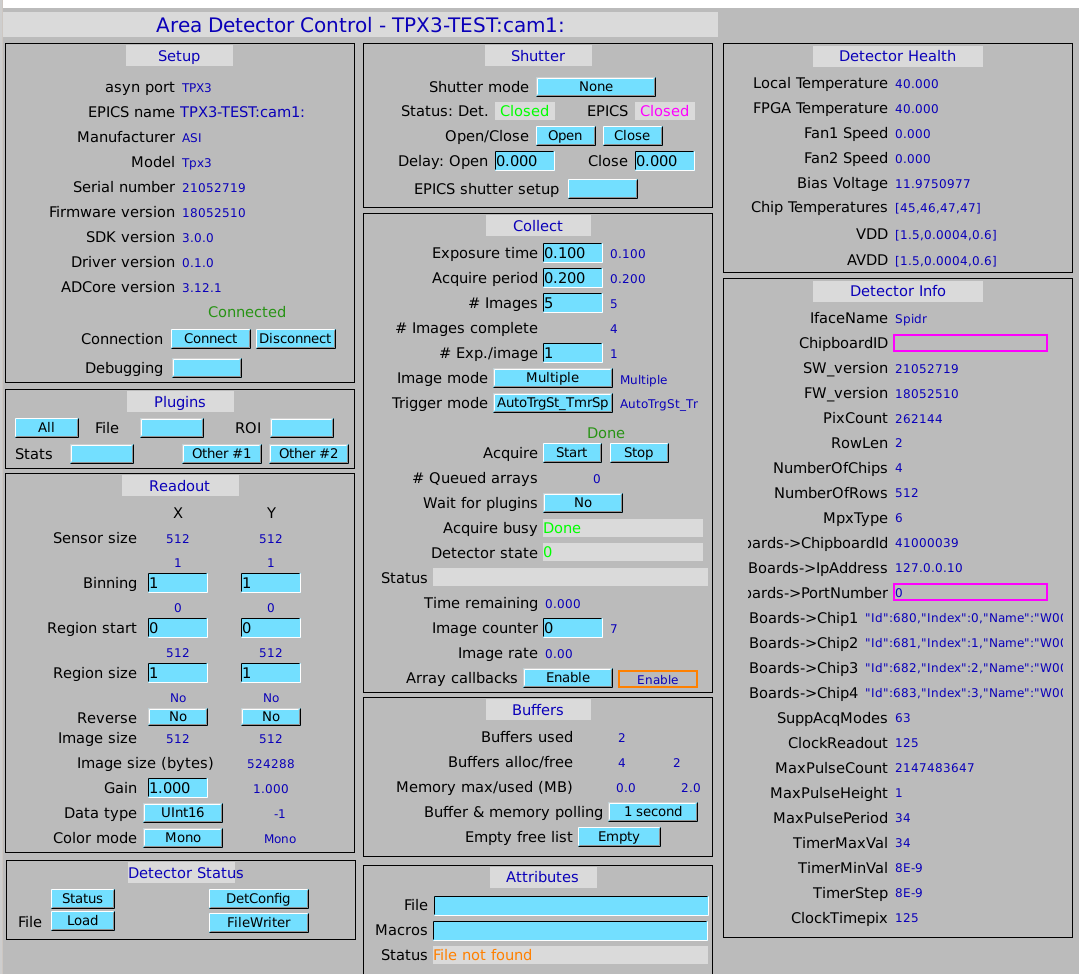 Area Detector Control - TPX3-TEST:cam1:
Setup
asyn port TPX3
EPICS name TPX3-TEST:cam1:
Manufacturer ASI
Model Tpx3
Serial number 21052719
Firmware version 18052510
SDK version 3.0.0
Driver version 0.1.0
ADCore version 3.12.1
Connected
Connection Connect Disconnect
Debugging
Plugins
All File ROI
Stats Other #1 Other #2
Readout
X Y
Sensor size 512 512
1 1
Binning 1 1
0 0
Region start 0 0
512 512
Region size 1 1
No No
Reverse No No
Image size 512 512
Image size (bytes) 524288
Gain 1.000 1.000
Data type UInt16 -1
Color mode Mono Mono
Detector Status
Status DetConfig
File Load FileWriter
Shutter
Shutter mode None
Status: Det. Closed EPICS Closed
Open/Close Open Close
Delay: Open 0.000 Close 0.000
EPICS shutter setup
Collect
Exposure time 0.100 0.100
Acquire period 0.200 0.200
# Images 5 5
# Images complete 4
# Exp./image 1 1
Image mode Multiple Multiple
Trigger mode AutoTrgSt_TmrSp AutoTrgSt_Tr
Done
Acquire Start Stop
# Queued arrays 0
Wait for plugins No
Acquire busy Done
Detector state 0
Status
Time remaining 0.000
Image counter 0 7
Image rate 0.00
Array callbacks Enable Enable
Buffers
Buffers used 2
Buffers alloc/free 4 2
Memory max/used (MB) 0.0 2.0
Buffer & memory polling 1 second
Empty free list Empty
Attributes
File
Macros
Status File not found
Detector Health
Local Temperature 40.000
FPGA Temperature 40.000
Fan1 Speed 0.000
Fan2 Speed 0.000
Bias Voltage 11.9750977
Chip Temperatures [45,46,47,47]
VDD [1.5,0.0004,0.6]
AVDD [1.5,0.0004,0.6]
Detector Info
IfaceName Spidr
ChipboardID
SW_version 21052719
FW_version 18052510
PixCount 262144
RowLen 2
NumberOfChips 4
NumberOfRows 512
MpxType 6
oards->ChipboardId 41000039
Boards->IpAddress 127.0.0.10
oards->PortNumber 0
Boards->Chip1 "Id":680,"Index":0,"Name":"W00
Boards->Chip2 "Id":681,"Index":1,"Name":"W00
Boards->Chip3 "Id":682,"Index":2,"Name":"W00
Boards->Chip4 "Id":683,"Index":3,"Name":"W00
SuppAcqModes 63
ClockReadout 125
MaxPulseCount 2147483647
MaxPulseHeight 1
MaxPulsePeriod 34
TimerMaxVal 34
TimerMinVal 8E-9
TimerStep 8E-9
ClockTimepix 125